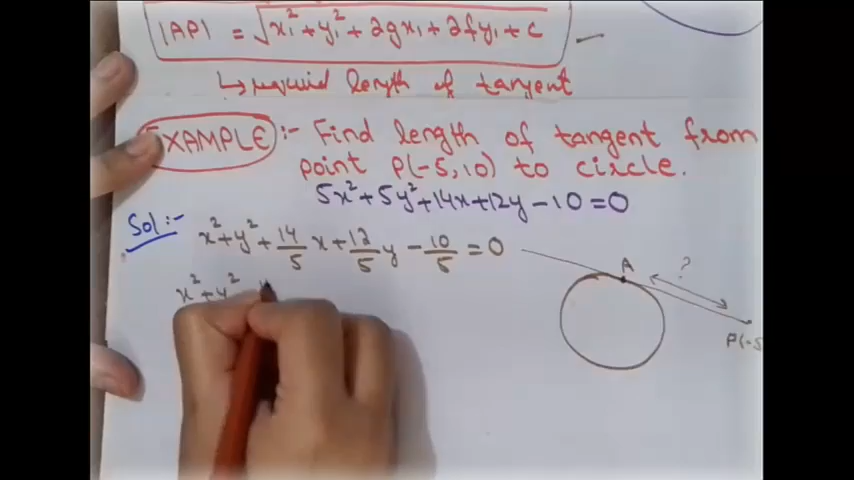 |AP| = √x₁² + y₁² + 2gx₁ + 2fy₁ + c
↳ required length of tangent
EXAMPLE :- Find length of tangent from
point P(-5,10) to circle.
5x² + 5y² + 14x + 12y - 10 = 0
Sol :-
x² + y² + 14/5 x + 12/5 y - 10/5 = 0
x² + y²
A
?
P(-5